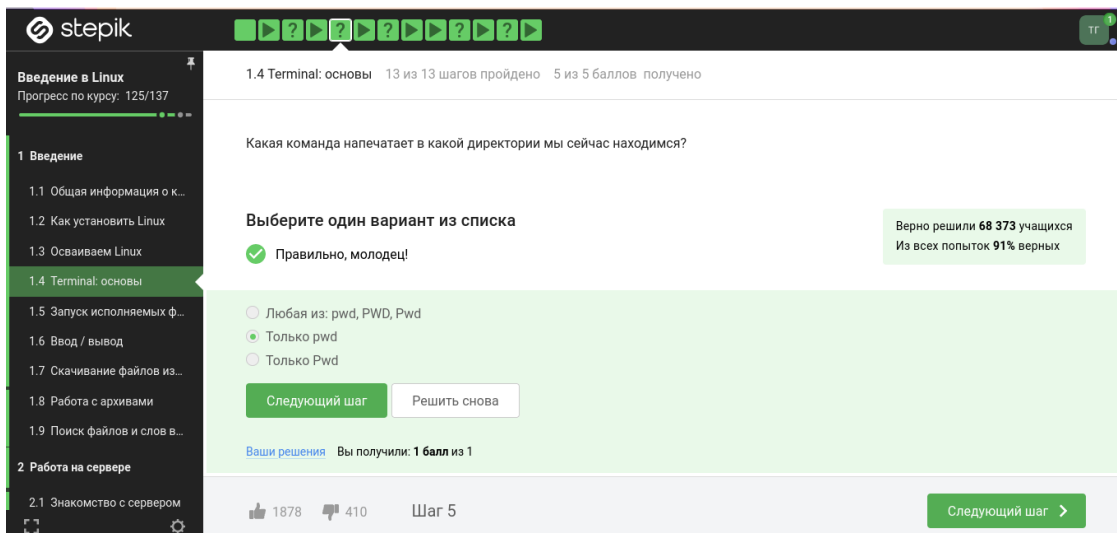 stepik
? ? ? ? ?
ТГ
1
Введение в Linux
Прогресс по курсу: 125/137
1 Введение
1.1 Общая информация о к...
1.2 Как установить Linux
1.3 Осваиваем Linux
1.4 Terminal: основы
1.5 Запуск исполняемых ф...
1.6 Ввод / вывод
1.7 Скачивание файлов из...
1.8 Работа с архивами
1.9 Поиск файлов и слов в...
2 Работа на сервере
2.1 Знакомство с сервером
1.4 Terminal: основы 13 из 13 шагов пройдено 5 из 5 баллов получено
Какая команда напечатает в какой директории мы сейчас находимся?
Выберите один вариант из списка
Правильно, молодец!
Верно решили 68 373 учащихся
Из всех попыток 91% верных
Любая из: pwd, PWD, Pwd
Только pwd
Только Pwd
Следующий шаг
Решить снова
Ваши решения Вы получили: 1 балл из 1
1878 410 Шаг 5
Следующий шаг